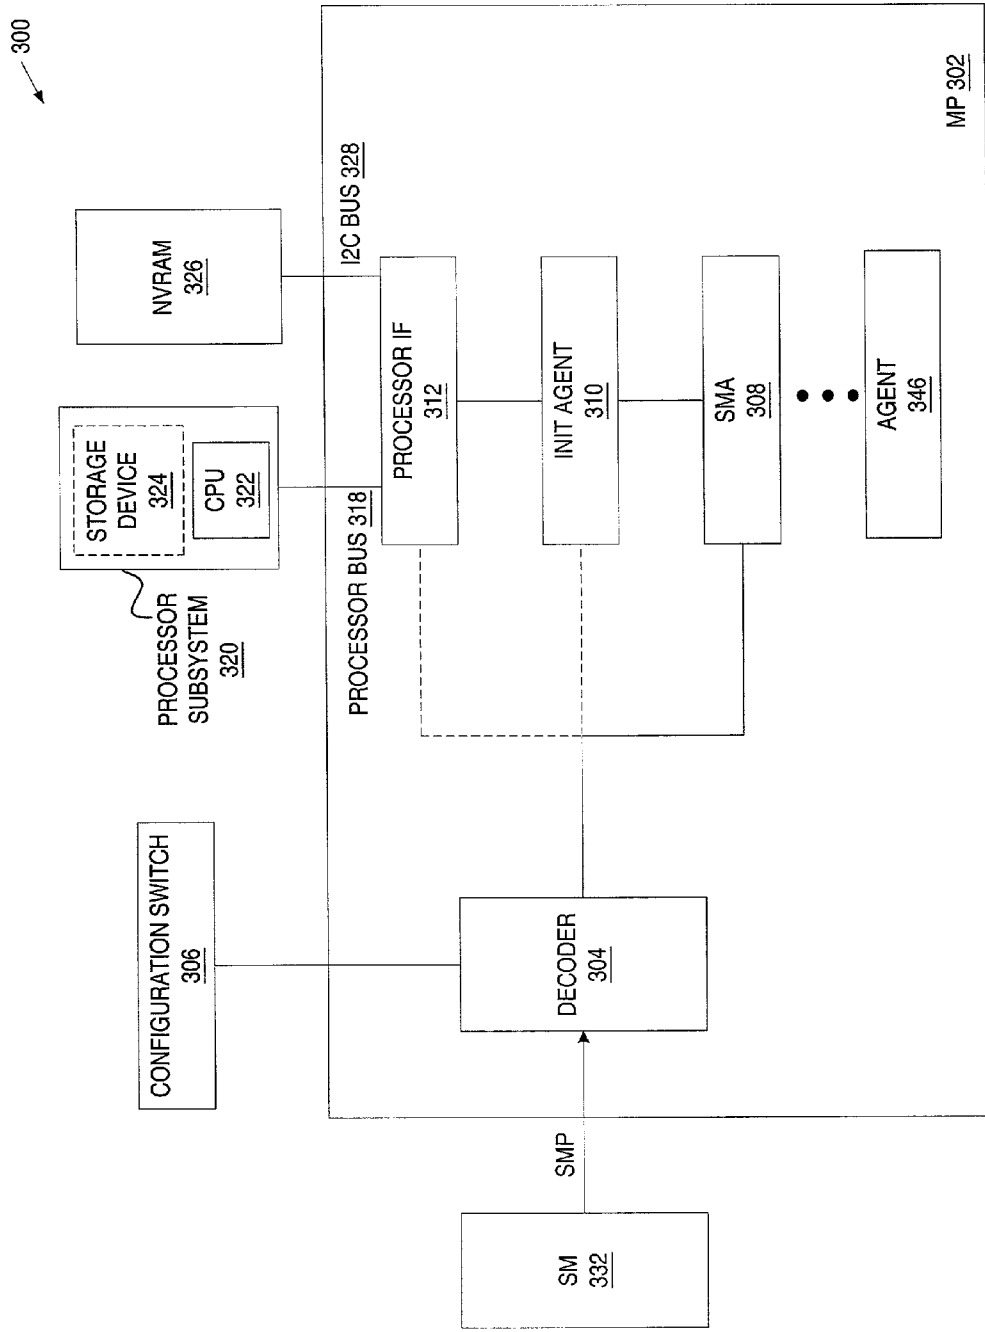 300
NVRAM
326
I2C BUS 328
STORAGE
DEVICE
324
CPU
322
PROCESSOR
SUBSYSTEM
320
PROCESSOR BUS 318
CONFIGURATION SWITCH
306
PROCESSOR IF
312
INIT AGENT
310
SMA
308
AGENT
346
DECODER
304
SMP
SM
332
MP 302